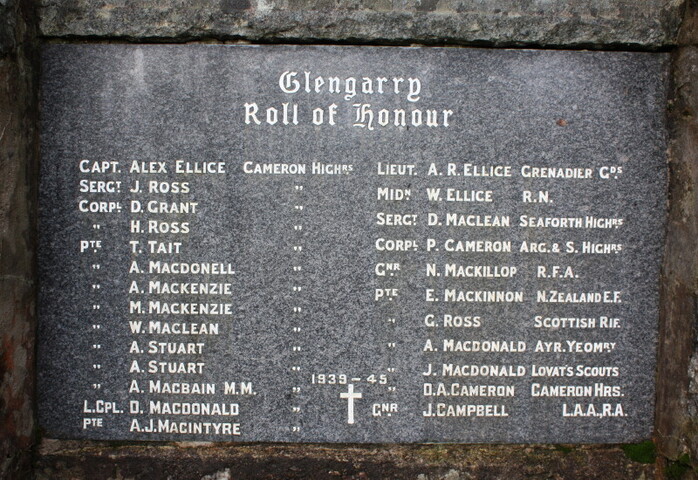 Glengarry
Roll of Honour
CAPT. ALEX ELLICE CAMERON HIGHRS
SERGT J. ROSS "
CORPL D. GRANT "
" H. ROSS "
PTE T. TAIT "
" A. MACDONELL "
" A. MACKENZIE "
" M. MACKENZIE "
" W. MACLEAN "
" A. STUART "
" A. STUART "
" A. MACBAIN M.M. "
L.CPL. D. MACDONALD "
PTE A.J. MACINTYRE "
LIEUT. A. R. ELLICE GRENADIER GDS
MIDN W. ELLICE R.N.
SERGT D. MACLEAN SEAFORTH HIGHRS
CORPL P. CAMERON ARG. & S. HIGHRS
GNR N. MACKILLOP R.F.A.
PTE E. MACKINNON N. ZEALAND E.F.
" G. ROSS SCOTTISH RIF.
" A. MACDONALD AYR. YEOMRY
" J. MACDONALD LOVAT'S SCOUTS
1939-45
" D.A. CAMERON CAMERON HRS.
GNR J. CAMPBELL L.A.A., R.A.